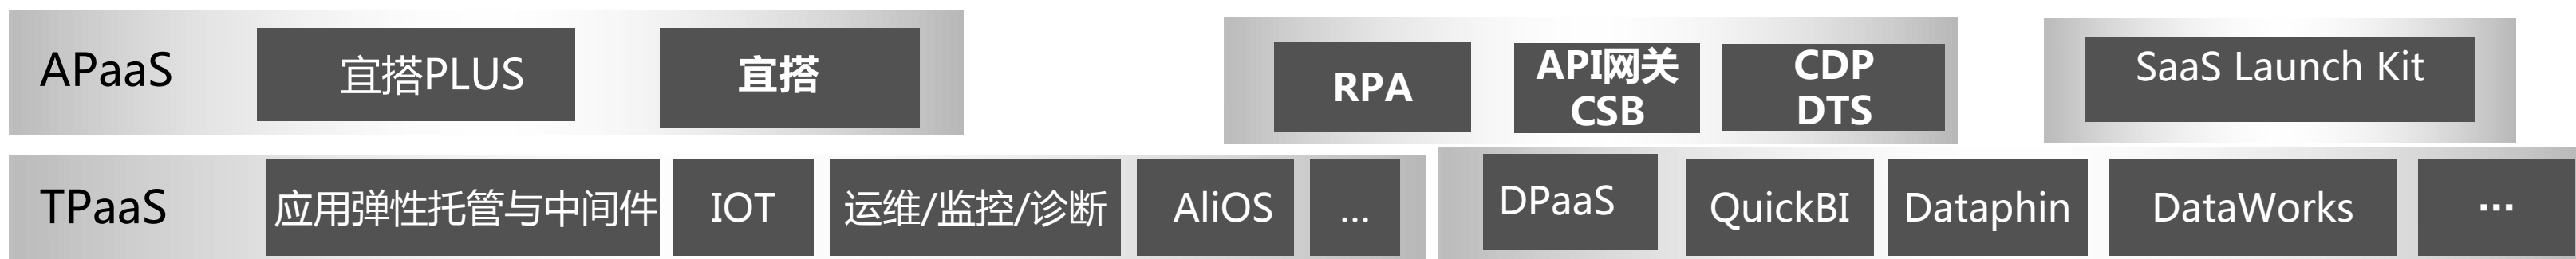 APaaS
宜搭PLUS
宜搭
RPA
API网关
CSB
CDP
DTS
SaaS Launch Kit
TPaaS
应用弹性托管与中间件
IOT
运维/监控/诊断
AliOS
...
DPaaS
QuickBI
Dataphin
DataWorks
...